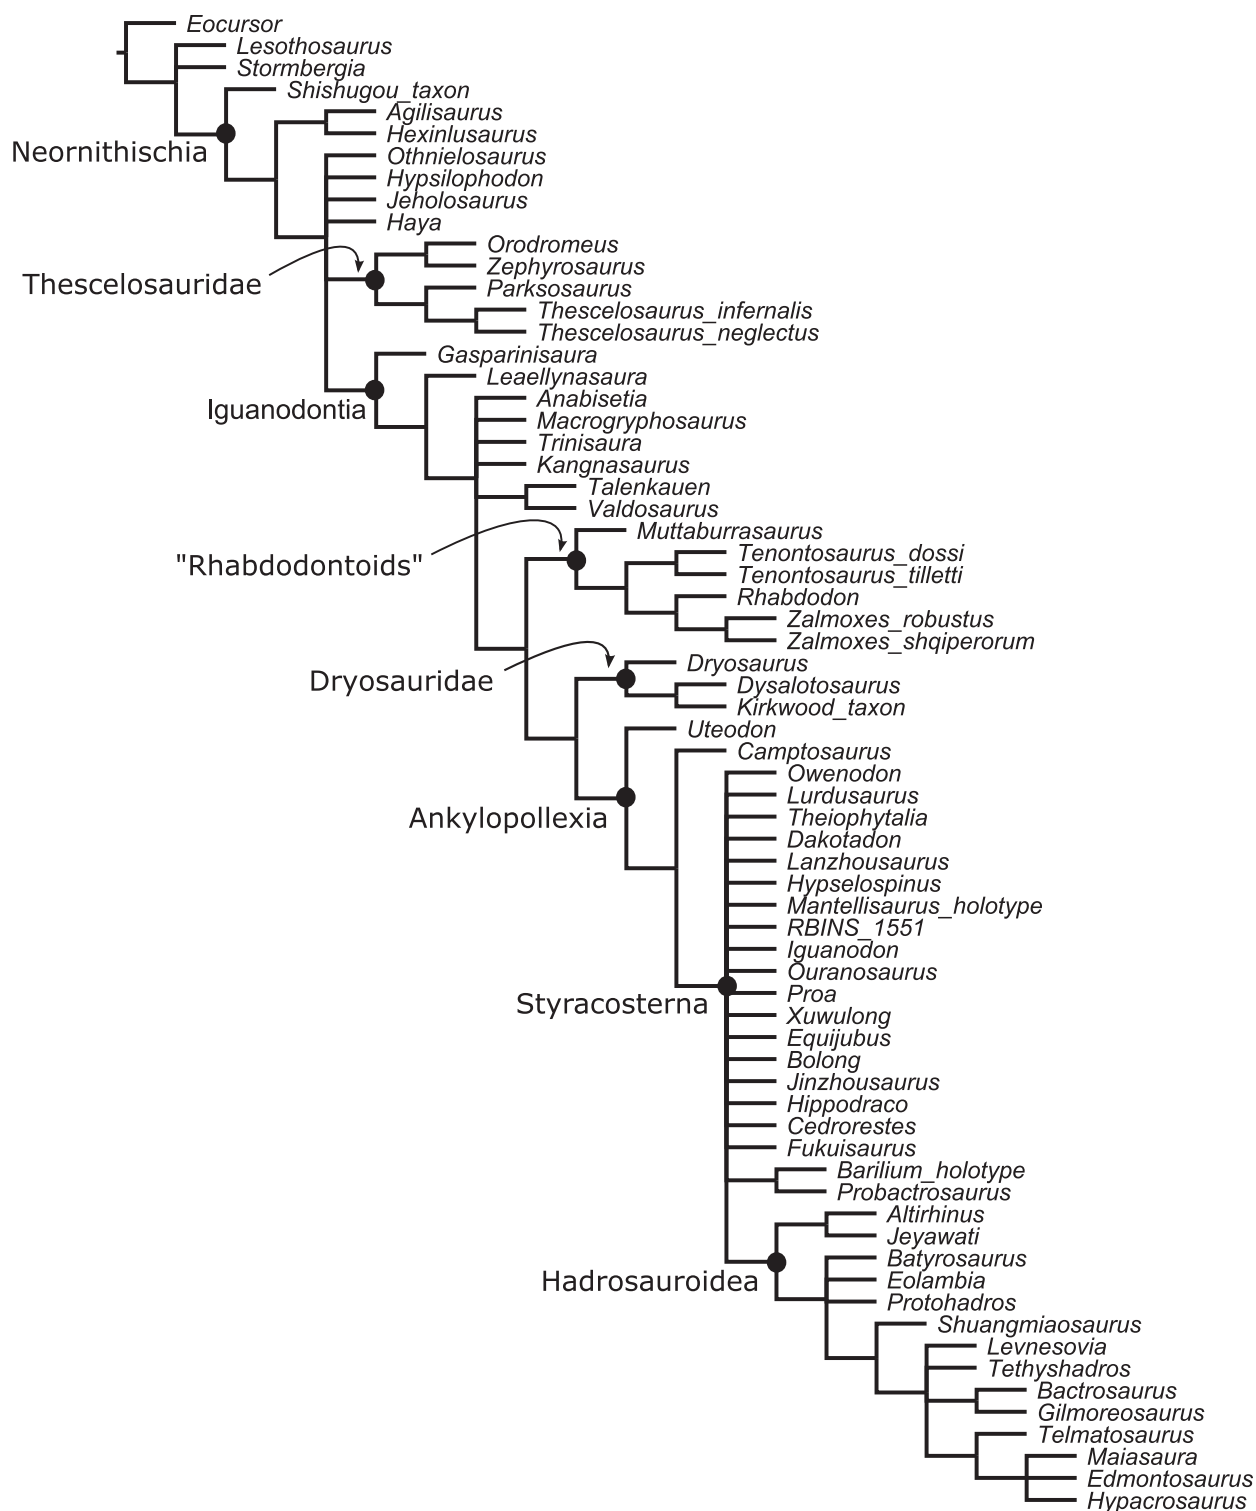 Eocursor
Lesothosaurus
Stormbergia
Shishugou_taxon
Agilisaurus
Hexinlusaurus
Neornithischia
Othnielosaurus
Hypsilophodon
Jeholosaurus
Haya
Orodromeus
Zephyrosaurus
Thescelosauridae
Parksosaurus
Thescelosaurus_infernalis
Thescelosaurus_neglectus
Gasparinisaura
Leaellynasaura
Anabisetia
Iguanodontia
Macrogryphosaurus
Trinisaura
Kangnasaurus
Talenkauen
Valdosaurus
Muttaburrasaurus
Tenontosaurus_dossi
"Rhabdodontoids"
Tenontosaurus_tilletti
Rhabdodon
Zalmoxes_robustus
Zalmoxes_shqiperorum
Dryosaurus
Dryosauridae
Dysalotosaurus
Kirkwood_taxon
Uteodon
Camptosaurus
Owenodon
Lurdusaurus
Theiophytalia
Ankylopollexia
Dakotadon
Lanzhousaurus
Hypselospinus
Mantellisaurus_holotype
RBINS_1551
Iguanodon
Ouranosaurus
Proa
Styracosterna
Xuwulong
Equijubus
Bolong
Jinzhousaurus
Hippodraco
Cedrorestes
Fukuisaurus
Barilium_holotype
Probactrosaurus
Altirhinus
Jeyawati
Batyrosaurus
Hadrosauroidea
Eolambia
Protohadros
Shuangmiaosaurus
Levnesovia
Tethyshadros
Bactrosaurus
Gilmoreosaurus
Telmatosaurus
Maiasaura
Edmontosaurus
Hypacrosaurus